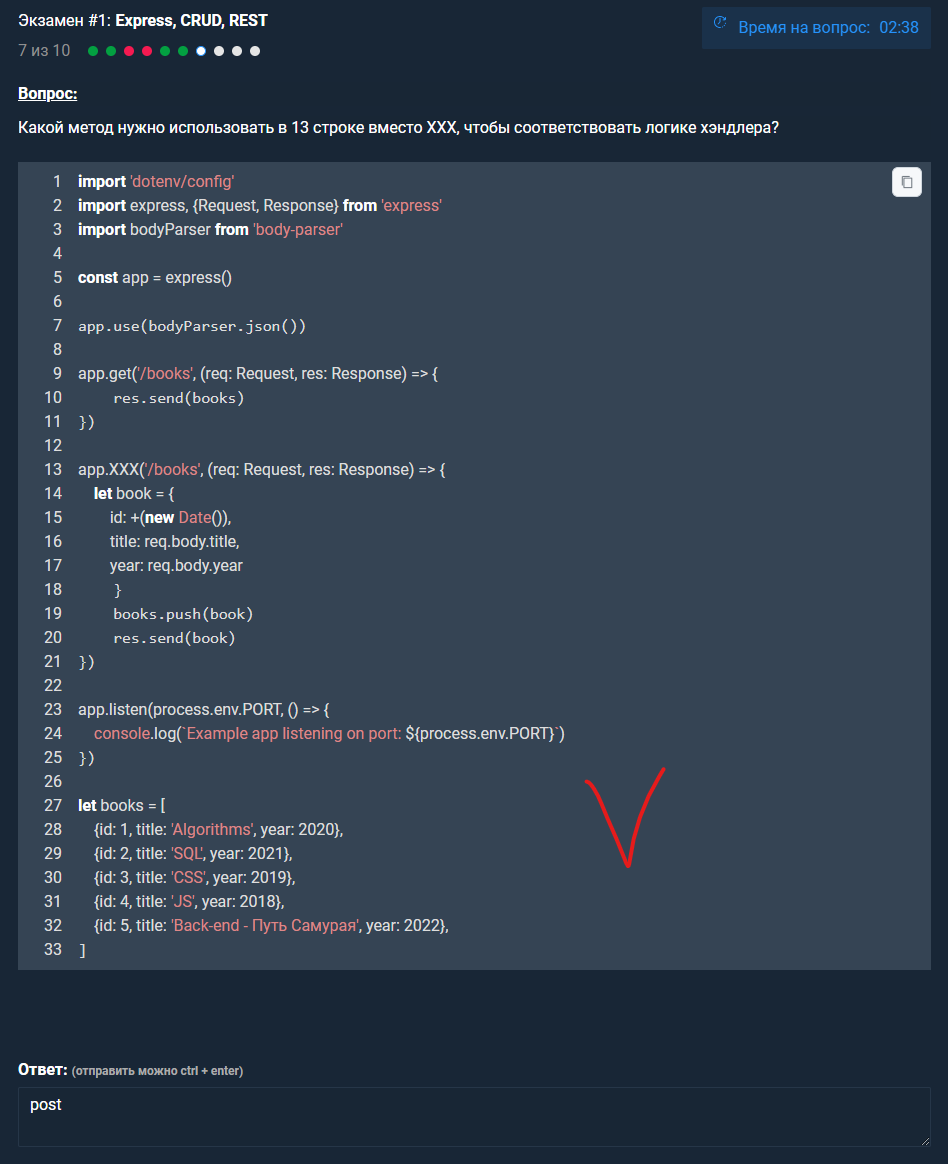 Экзамен #1: Express, CRUD, REST
Время на вопрос: 02:38
7 из 10
Вопрос:
Какой метод нужно использовать в 13 строке вместо XXX, чтобы соответствовать логике хэндлера?
1 import 'dotenv/config'
2 import express, {Request, Response} from 'express'
3 import bodyParser from 'body-parser'
4
5 const app = express()
6
7 app.use(bodyParser.json())
8
9 app.get('/books', (req: Request, res: Response) => {
10 res.send(books)
11 })
12
13 app.XXX('/books', (req: Request, res: Response) => {
14 let book = {
15 id: +(new Date()),
16 title: req.body.title,
17 year: req.body.year
18 }
19 books.push(book)
20 res.send(book)
21 })
22
23 app.listen(process.env.PORT, () => {
24 console.log(`Example app listening on port: ${process.env.PORT}`)
25 })
26
27 let books = [
28 {id: 1, title: 'Algorithms', year: 2020},
29 {id: 2, title: 'SQL', year: 2021},
30 {id: 3, title: 'CSS', year: 2019},
31 {id: 4, title: 'JS', year: 2018},
32 {id: 5, title: 'Back-end - Путь Самурая', year: 2022},
33 ]
Ответ: (отправить можно ctrl + enter)
post